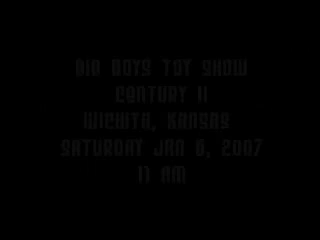 Big Boys Toy Show
Century II
Wichita, Kansas
Saturday Jan 6, 2007
11 AM